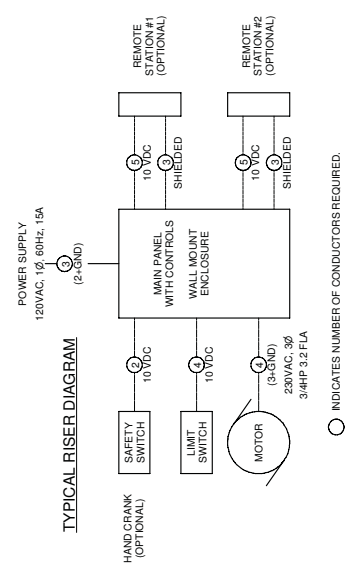 TYPICAL RISER DIAGRAM
POWER SUPPLY
120VAC, 1Ø, 60Hz, 15A
3
(2+GND)
HAND CRANK
(OPTIONAL)
SAFETY
SWITCH
2
10 VDC
LIMIT
SWITCH
4
10 VDC
MOTOR
4
(3+GND)
230VAC, 3Ø
3/4HP 3.2 FLA
MAIN PANEL
WITH CONTROLS
WALL MOUNT
ENCLOSURE
5
10 VDC
3
SHIELDED
REMOTE
STATION #1
(OPTIONAL)
5
10 VDC
3
SHIELDED
REMOTE
STATION #2
(OPTIONAL)
INDICATES NUMBER OF CONDUCTORS REQUIRED.